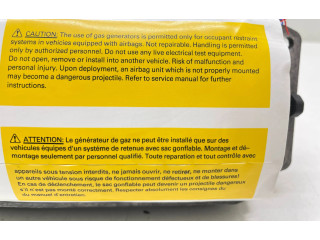 ⚠ CAUTION: The use of gas generators is permitted only for occupant restraint
systems in vehicles equipped with airbags. Not repairable. Handling is permitted
only by authorized personnel. Do not use any live electrical test equipment.
Do not open, remove or install into another vehicle. Risk of malfunction and
personal injury. Upon deployment, an airbag unit which is not properly mounted
may become a dangerous projectile. Refer to service manual for further
instructions.
⚠ ATTENTION: Le générateur de gaz ne peut être installé que sur des
véhicules équipes d'un système de retenue avec sac gonflable. Montage et dé-
montage seulement par personnel qualifié. Toute reparation et tout contrôle avec
appareils sous tension interdits, ne jamais ouvrir, ne retirer, ne monter dans
un autre véhicule sous risque de fonctionnement défectueux et de blessures!
En cas de déclenchement, le sac gonflable peut devenir un projectile dangereux
s'il n'est pas monté correctement. Respecter absolument les consignes du
du manuel d'entretien.